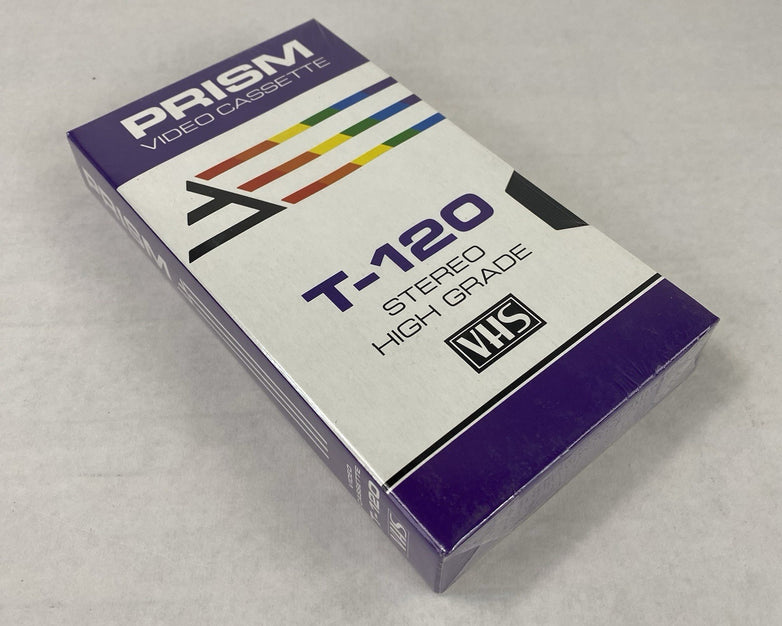 PRISM
VIDEO CASSETTE
T-120
STEREO
HIGH GRADE
VHS
PRISM
VIDEO
CASSETTE
T-120
VHS